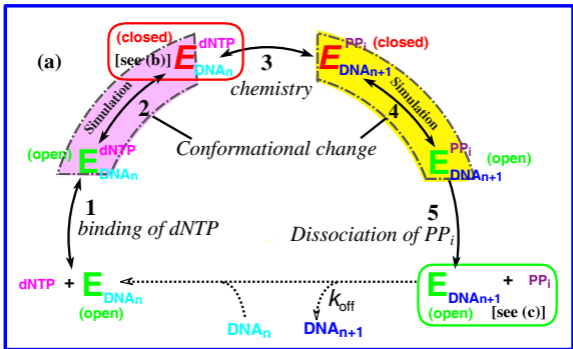 (a)
(closed)
[see (b)] E dNTP DNAn
3
chemistry
E PPi DNAn+1 (closed)
Simulation
2
Simulation
4
(open) E dNTP DNAn
Conformational change
E PPi DNAn+1 (open)
1
binding of dNTP
5
Dissociation of PPi
dNTP + E DNAn
(open)
koff
DNAn
DNAn+1
E DNAn+1 + PPi
(open) [see (c)]